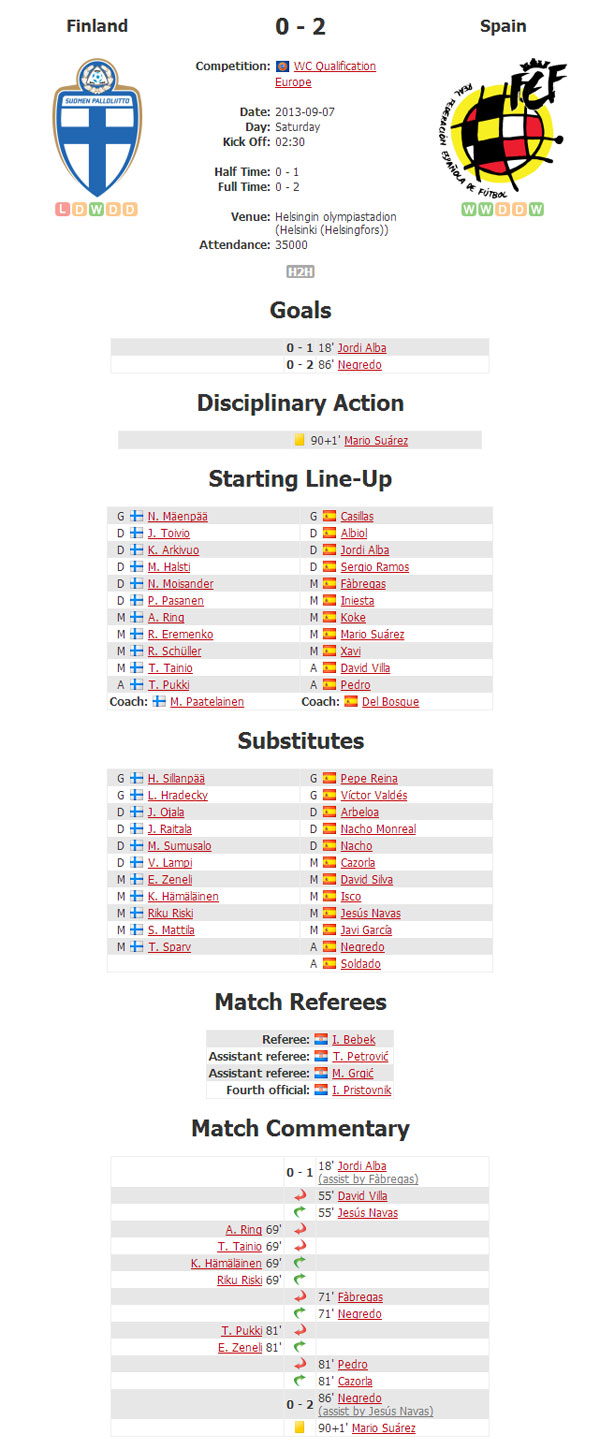 Finland
0 - 2
Spain
SUOMEN PALLOLIITTO
REAL FEDERACIÓN ESPAÑOLA DE FÚTBOL
FCF
Competition: WC Qualification
Europe
Date: 2013-09-07
Day: Saturday
Kick Off: 02:30
Half Time: 0 - 1
Full Time: 0 - 2
L D W D D
W W D D W
Venue: Helsingin olympiastadion
(Helsinki (Helsingfors))
Attendance: 35000
H2H
Goals
0 - 1 18' Jordi Alba
0 - 2 86' Negredo
Disciplinary Action
90+1' Mario Suárez
Starting Line-Up
G N. Mäenpää G Casillas
D J. Toivio D Albiol
D K. Arkivuo D Jordi Alba
D M. Halsti D Sergio Ramos
D N. Moisander M Fàbregas
D P. Pasanen M Iniesta
M A. Ring M Koke
M R. Eremenko M Mario Suárez
M R. Schüller M Xavi
M T. Tainio A David Villa
A T. Pukki A Pedro
Coach: M. Paatelainen Coach: Del Bosque
Substitutes
G H. Sillanpää G Pepe Reina
G L. Hradecky G Víctor Valdés
D J. Ojala D Arbeloa
D J. Raitala D Nacho Monreal
D M. Sumusalo D Nacho
D V. Lampi M Cazorla
M E. Zeneli M David Silva
M K. Hämäläinen M Isco
M Riku Riski M Jesús Navas
M S. Mattila M Javi García
M T. Sparv A Negredo
A Soldado
Match Referees
Referee: I. Bebek
Assistant referee: T. Petrović
Assistant referee: M. Grgić
Fourth official: I. Pristovnik
Match Commentary
0 - 1 18' Jordi Alba
(assist by Fàbregas)
55' David Villa
55' Jesús Navas
A. Ring 69'
T. Tainio 69'
K. Hämäläinen 69'
Riku Riski 69'
71' Fàbregas
71' Negredo
T. Pukki 81'
E. Zeneli 81'
81' Pedro
81' Cazorla
0 - 2 86' Negredo
(assist by Jesús Navas)
90+1' Mario Suárez